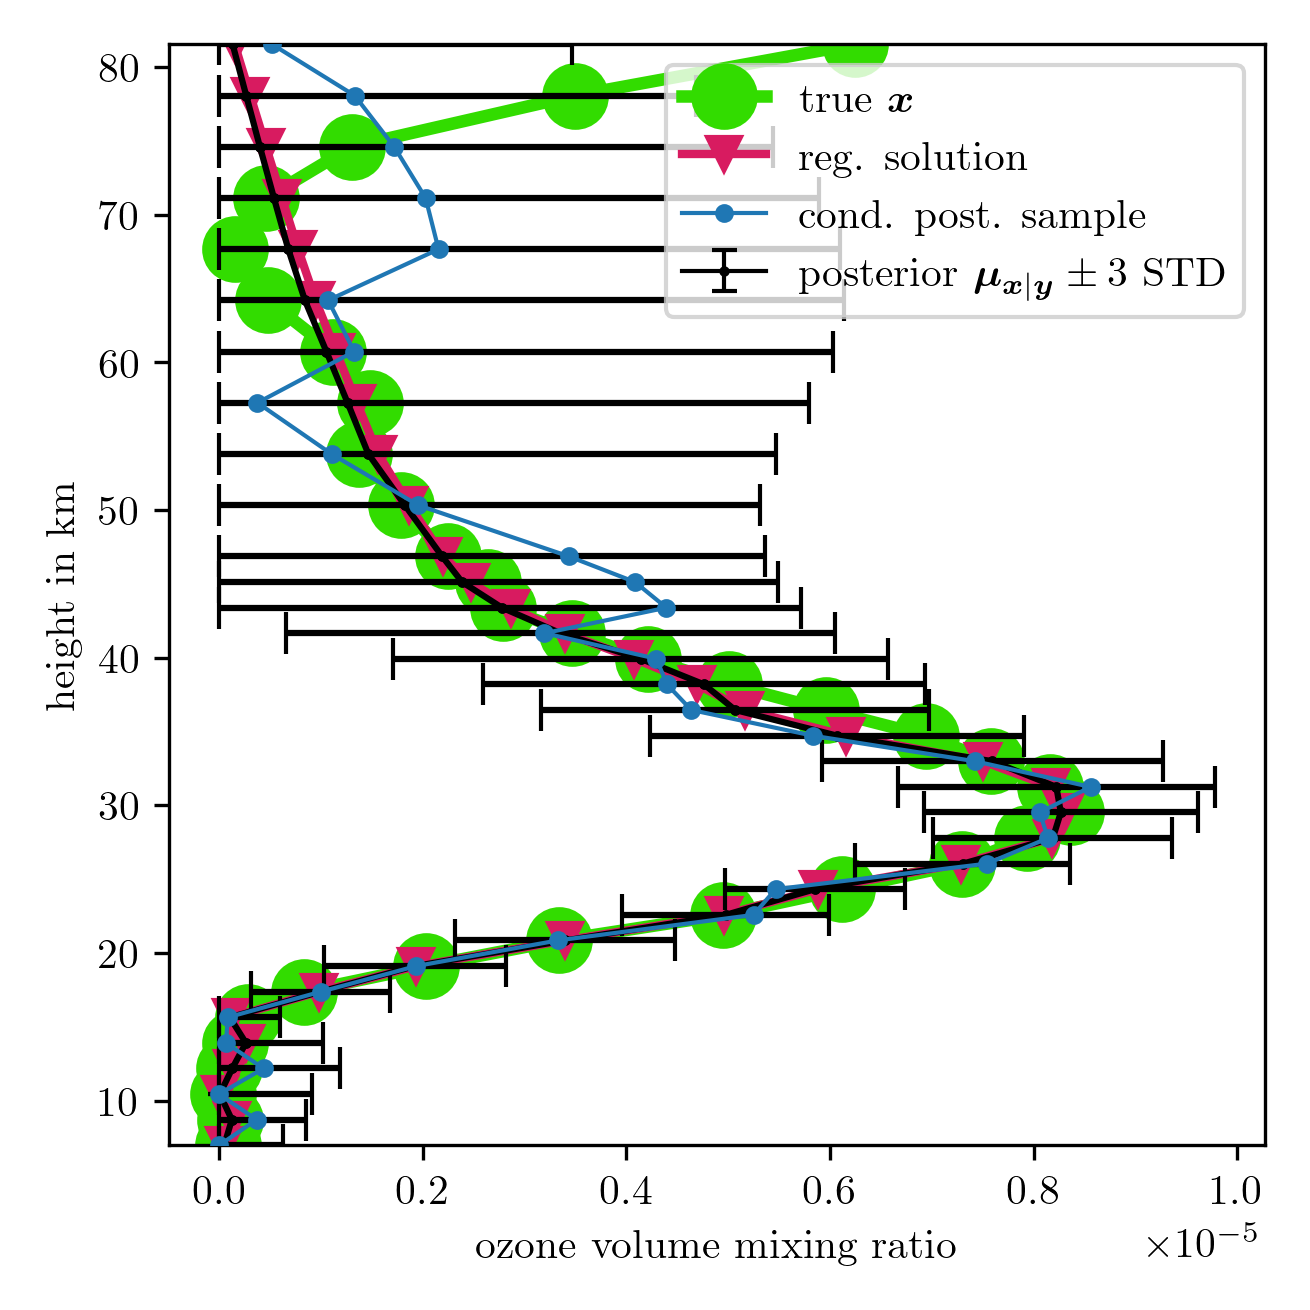 80
70
60
50
40
30
20
10
height in km
true x
reg. solution
cond. post. sample
posterior μ_{x|y} ± 3 STD
0.0 0.2 0.4 0.6 0.8 1.0
ozone volume mixing ratio
×10⁻⁵